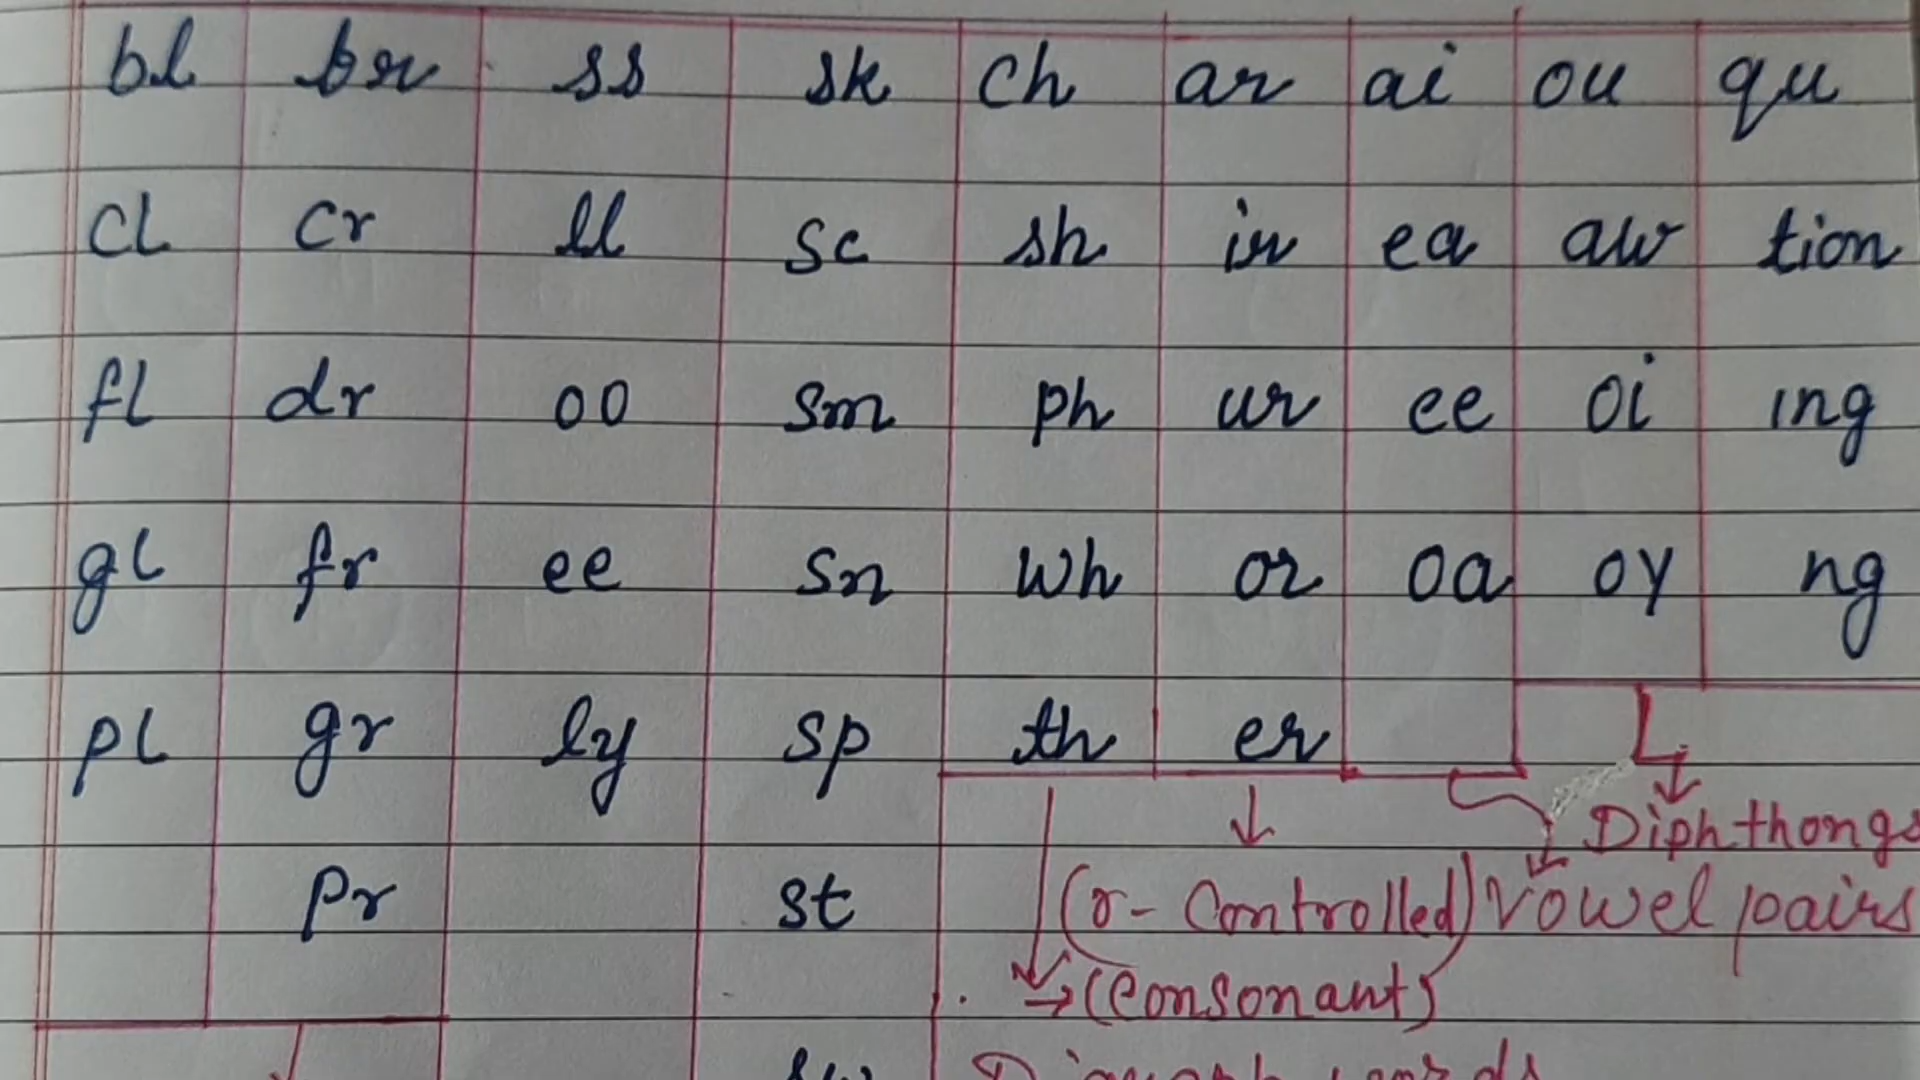 bl br ss sk ch ar ai ou qu
cl cr ll sc sh ir ea aw tion
fl dr oo sm ph ur ee oi ing
gl fr ee sn wh or oa oy ng
pl gr ly sp th er
Diphthongs
pr st (r-Controlled) Vowel pairs
(Consonant)
sw